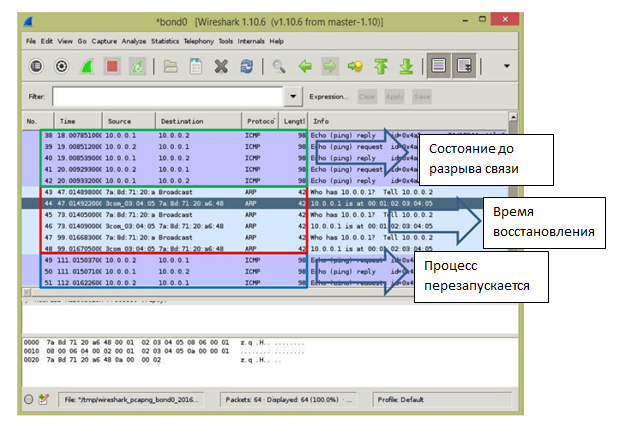 *bond0 [Wireshark 1.10.6 (v1.10.6 from master-1.10)]
File Edit View Go Capture Analyze Statistics Telephony Tools Internals Help
Filter: Expression... Clear Apply Save
No. Time Source Destination Protocol Lengtl Info
38 18.00785100( 10.0.0.1 10.0.0.2 ICMP 98 Echo (ping) reply id=0x4a
39 19.00851200( 10.0.0.2 10.0.0.1 ICMP 98 Echo (ping) request id=0x4a
40 19.00853900( 10.0.0.1 10.0.0.2 ICMP 98 Echo (ping) reply
41 20.00929300( 10.0.0.2 10.0.0.1 ICMP 98 Echo (ping) request
42 20.00933200( 10.0.0.1 10.0.0.2 ICMP 98 Echo (ping) reply id=0x4a
Состояние до
разрыва связи
43 47.01489800( 7a:8d:71:20:a Broadcast ARP 42 Who has 10.0.0.1? Tell 10.0.0.2
44 47.01492200( 3com_03:04:05 7a:8d:71:20:a6:48 ARP 42 10.0.0.1 is at 00:01:02:03:04:05
45 73.01405000( 7a:8d:71:20:a Broadcast ARP 42 Who has 10.0.0.1? Tell 10.0.0.2
46 73.01409000( 3com_03:04:05 7a:8d:71:20:a6:48 ARP 42 10.0.0.1 is at 00:01:02:03:04:05
47 99.01668300( 7a:8d:71:20:a Broadcast ARP 42 Who has 10.0.0.1? Tell 10.0.0.2
48 99.01670500( 3com_03:04:05 7a:8d:71:20:a6:48 ARP 42 10.0.0.1 is at 00:01:02:03:04:05
Время
восстановления
49 111.0150370( 10.0.0.2 10.0.0.1 ICMP 98 Echo (ping) request id=0x4
50 111.0150710( 10.0.0.1 10.0.0.2 ICMP 98 Echo (ping) reply
51 112.0162260( 10.0.0.2 10.0.0.1 ICMP 98 Echo (ping) request id=0x4
Процесс
перезапускается
0000 7a 8d 71 20 a6 48 00 01 02 03 04 05 08 06 00 01 z.q .H.. ........
0010 08 00 06 04 00 02 00 01 02 03 04 05 0a 00 00 01 ........ ........
0020 7a 8d 71 20 a6 48 0a 00 00 02 z.q .H.. ..
File: "/tmp/wireshark_pcapng_bond0_2016... Packets: 64 · Displayed: 64 (100.0%) · ... Profile: Default